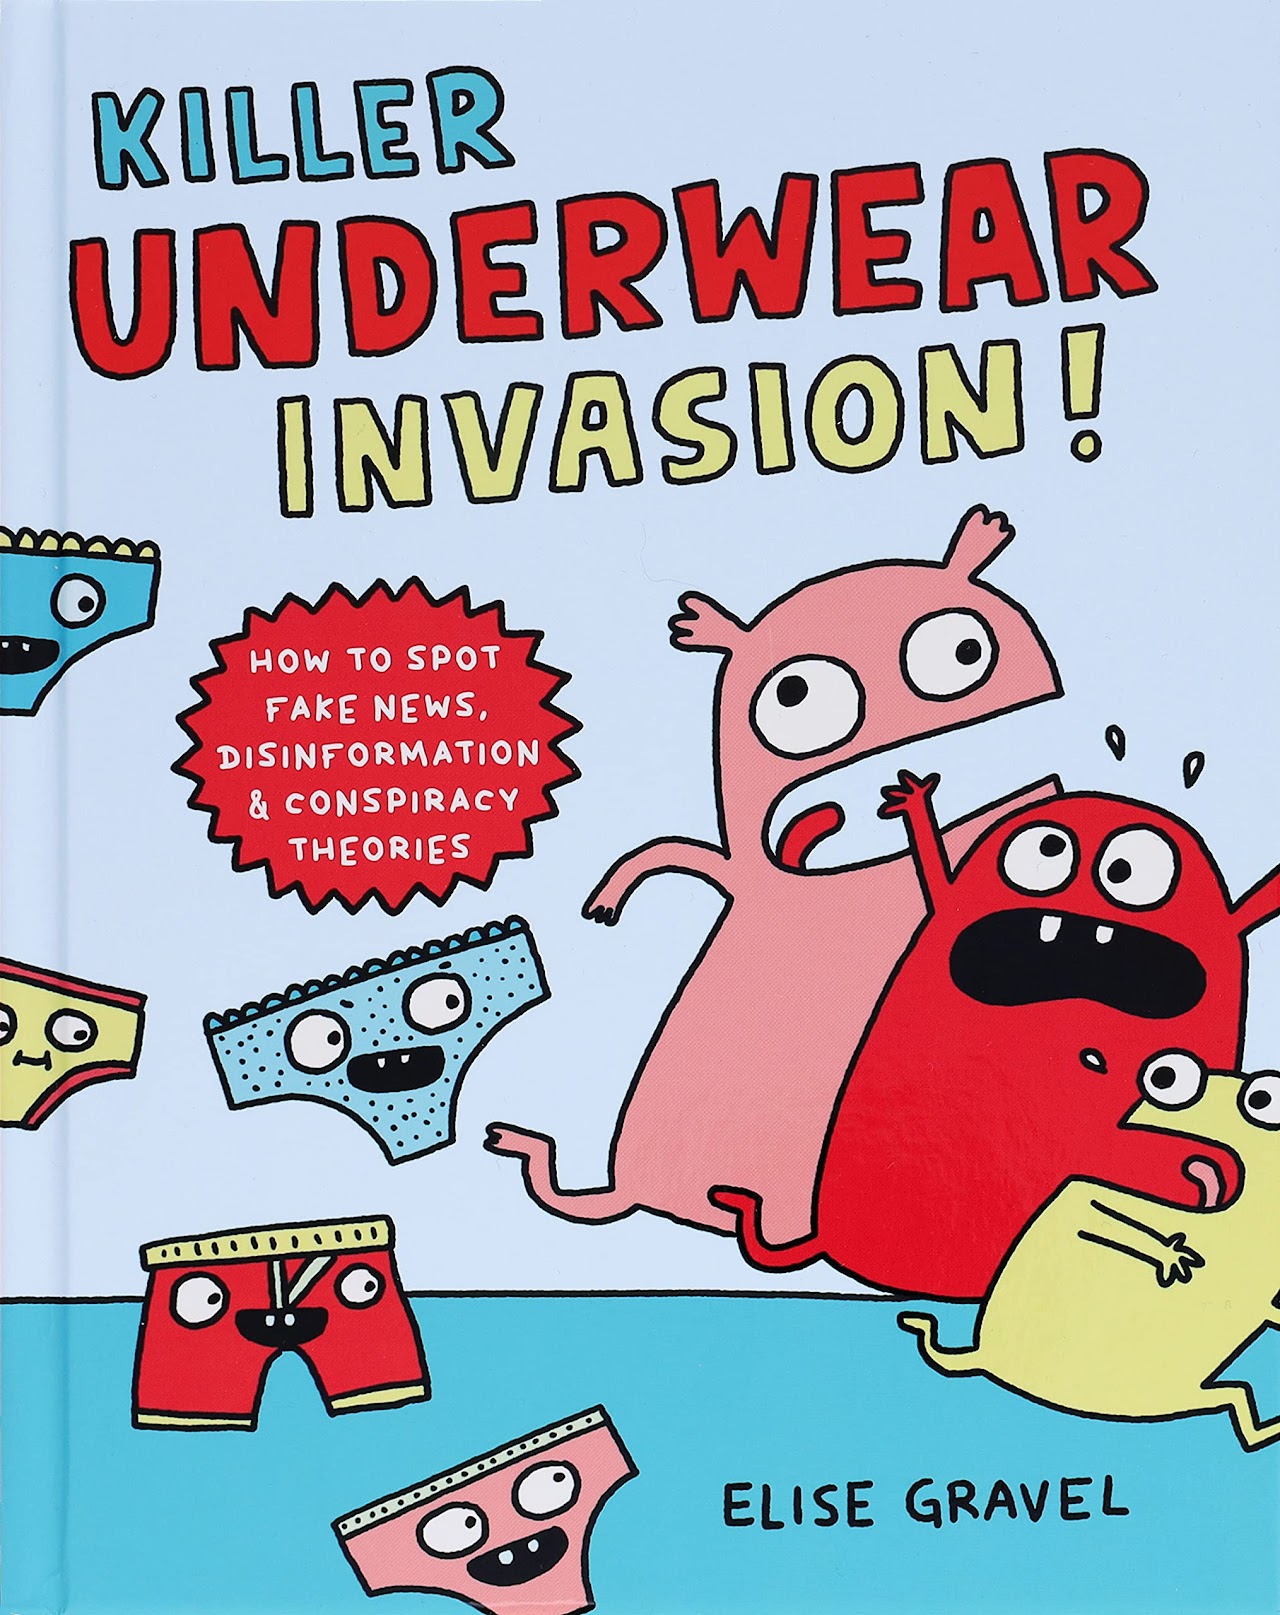 KILLER
UNDERWEAR
INVASION!
HOW TO SPOT
FAKE NEWS,
DISINFORMATION
& CONSPIRACY
THEORIES
ELISE GRAVEL